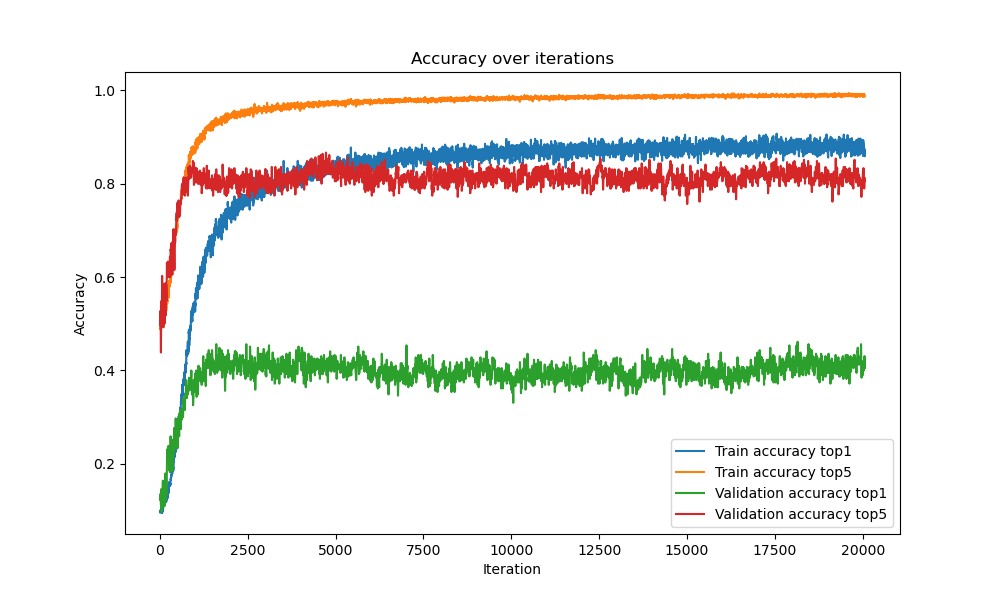 Accuracy over iterations
1.0
0.8
0.6
0.4
0.2
Accuracy
0
2500
5000
7500
10000
12500
15000
17500
20000
Iteration
Train accuracy top1
Train accuracy top5
Validation accuracy top1
Validation accuracy top5